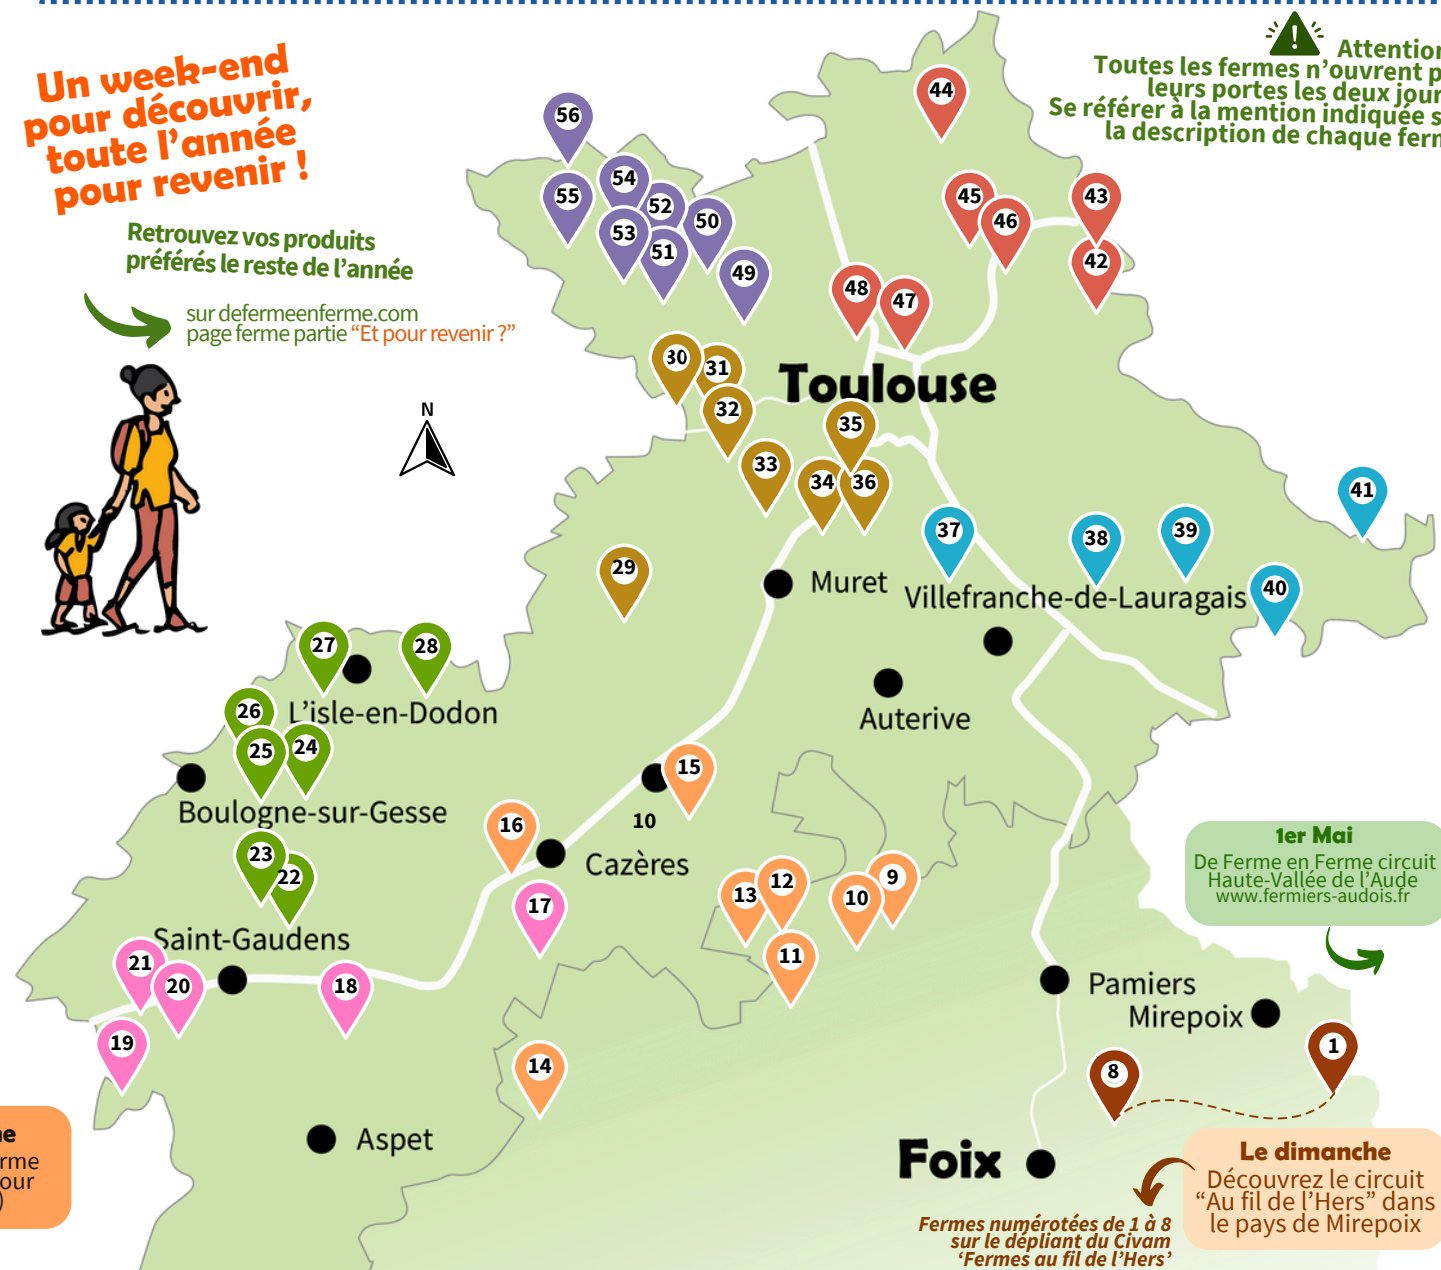 Un week-end
pour découvrir,
toute l'année
pour revenir !
Attention
Toutes les fermes n'ouvrent p
leurs portes les deux jour
Se référer à la mention indiquée s
la description de chaque ferm
Retrouvez vos produits
préférés le reste de l'année
sur defermeenferme.com
page ferme partie “Et pour revenir ?”
N
44
56
54
55
52
50
53
51
49
45
46
43
42
48
47
30
31
32
Toulouse
35
33
34
36
41
37
38
39
40
29
Muret
Villefranche-de-Lauragais
27
28
26
L'isle-en-Dodon
25
24
Auterive
Boulogne-sur-Gesse
15
16
10
Cazères
23
22
13
12
10
9
11
17
1er Mai
De Ferme en Ferme circuit
Haute-Vallée de l'Aude
www.fermiers-audois.fr
Saint-Gaudens
21
20
18
19
Pamiers
Mirepoix
14
8
1
Aspet
Foix
ne
rme
our
)
Le dimanche
Découvrez le circuit
“Au fil de l'Hers” dans
le pays de Mirepoix
Fermes numérotées de 1 à 8
sur le dépliant du Civam
‘Fermes au fil de l'Hers’